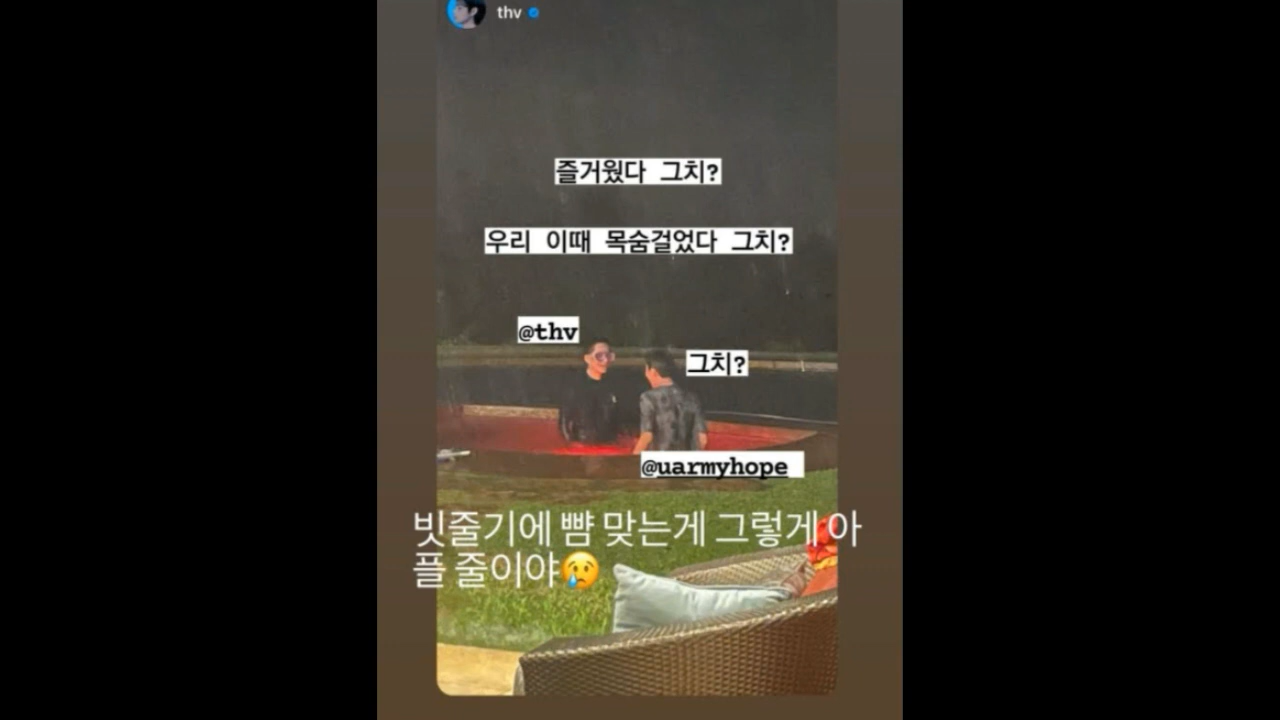 thv
즐거웠다 그치?
우리 이때 목숨걸었다 그치?
@thv
그치?
@uarmyhope
빗줄기에 뺨 맞는게 그렇게 아
플 줄이야😢